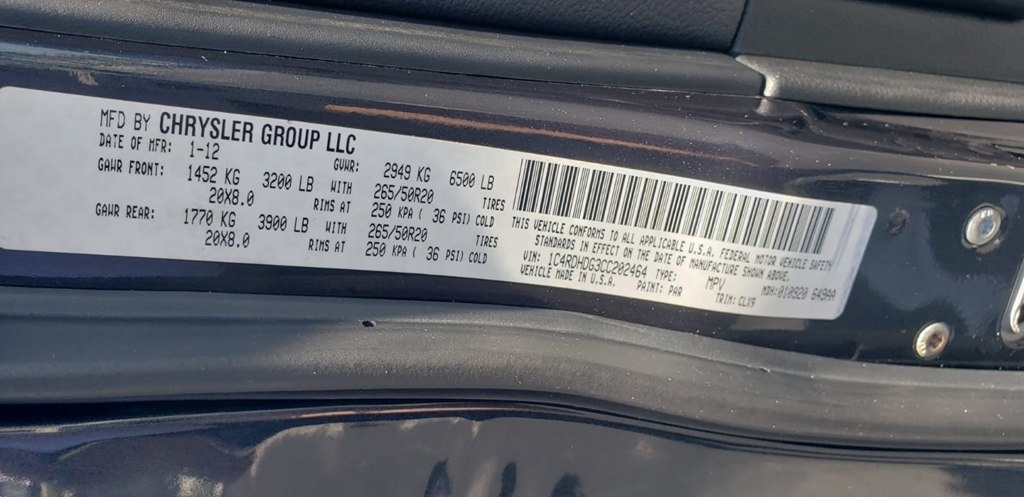 MFD BY CHRYSLER GROUP LLC
DATE OF MFR: 1-12 GVWR: 2949 KG 6500 LB
GAWR FRONT: 1452 KG 3200 LB WITH 265/50R20 TIRES
20X8.0 RIMS AT 250 KPA ( 36 PSI) COLD
GAWR REAR: 1770 KG 3900 LB WITH 265/50R20 TIRES
20X8.0 RIMS AT 250 KPA ( 36 PSI) COLD
THIS VEHICLE CONFORMS TO ALL APPLICABLE U.S.A. FEDERAL MOTOR VEHICLE SAFETY
STANDARDS IN EFFECT ON THE DATE OF MANUFACTURE SHOWN ABOVE.
VIN: 1C4RDHDG3CC202464 TYPE: MPV MDH: 010920 649AA
VEHICLE MADE IN U.S.A. PAINT: PAR TRIM: CLX9